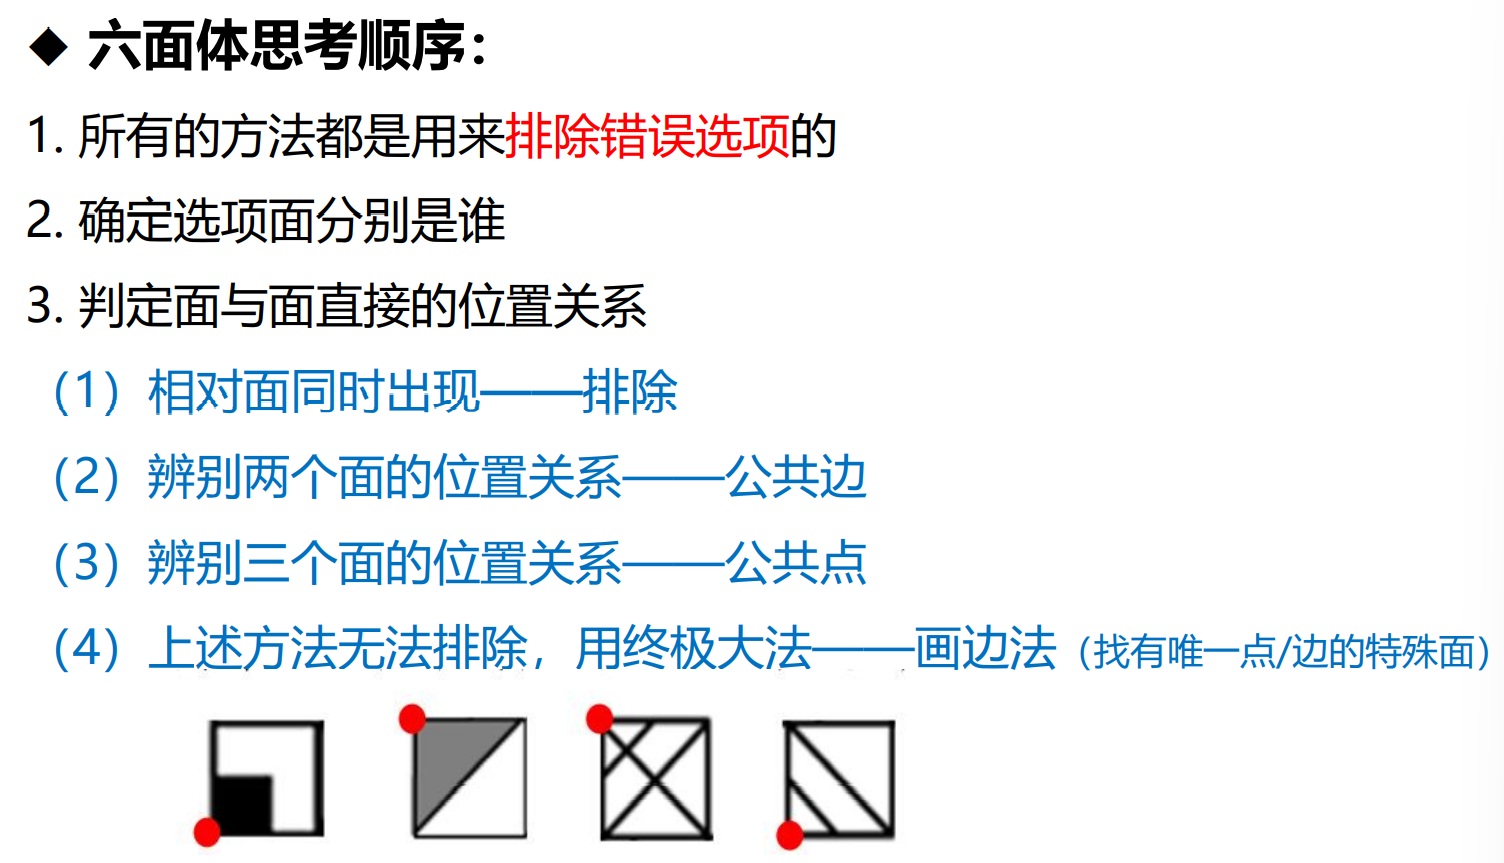 ◆ 六面体思考顺序：
1. 所有的方法都是用来排除错误选项的
2. 确定选项面分别是谁
3. 判定面与面直接的位置关系
（1）相对面同时出现——排除
（2）辨别两个面的位置关系——公共边
（3）辨别三个面的位置关系——公共点
（4）上述方法无法排除，用终极大法——画边法（找有唯一点/边的特殊面）